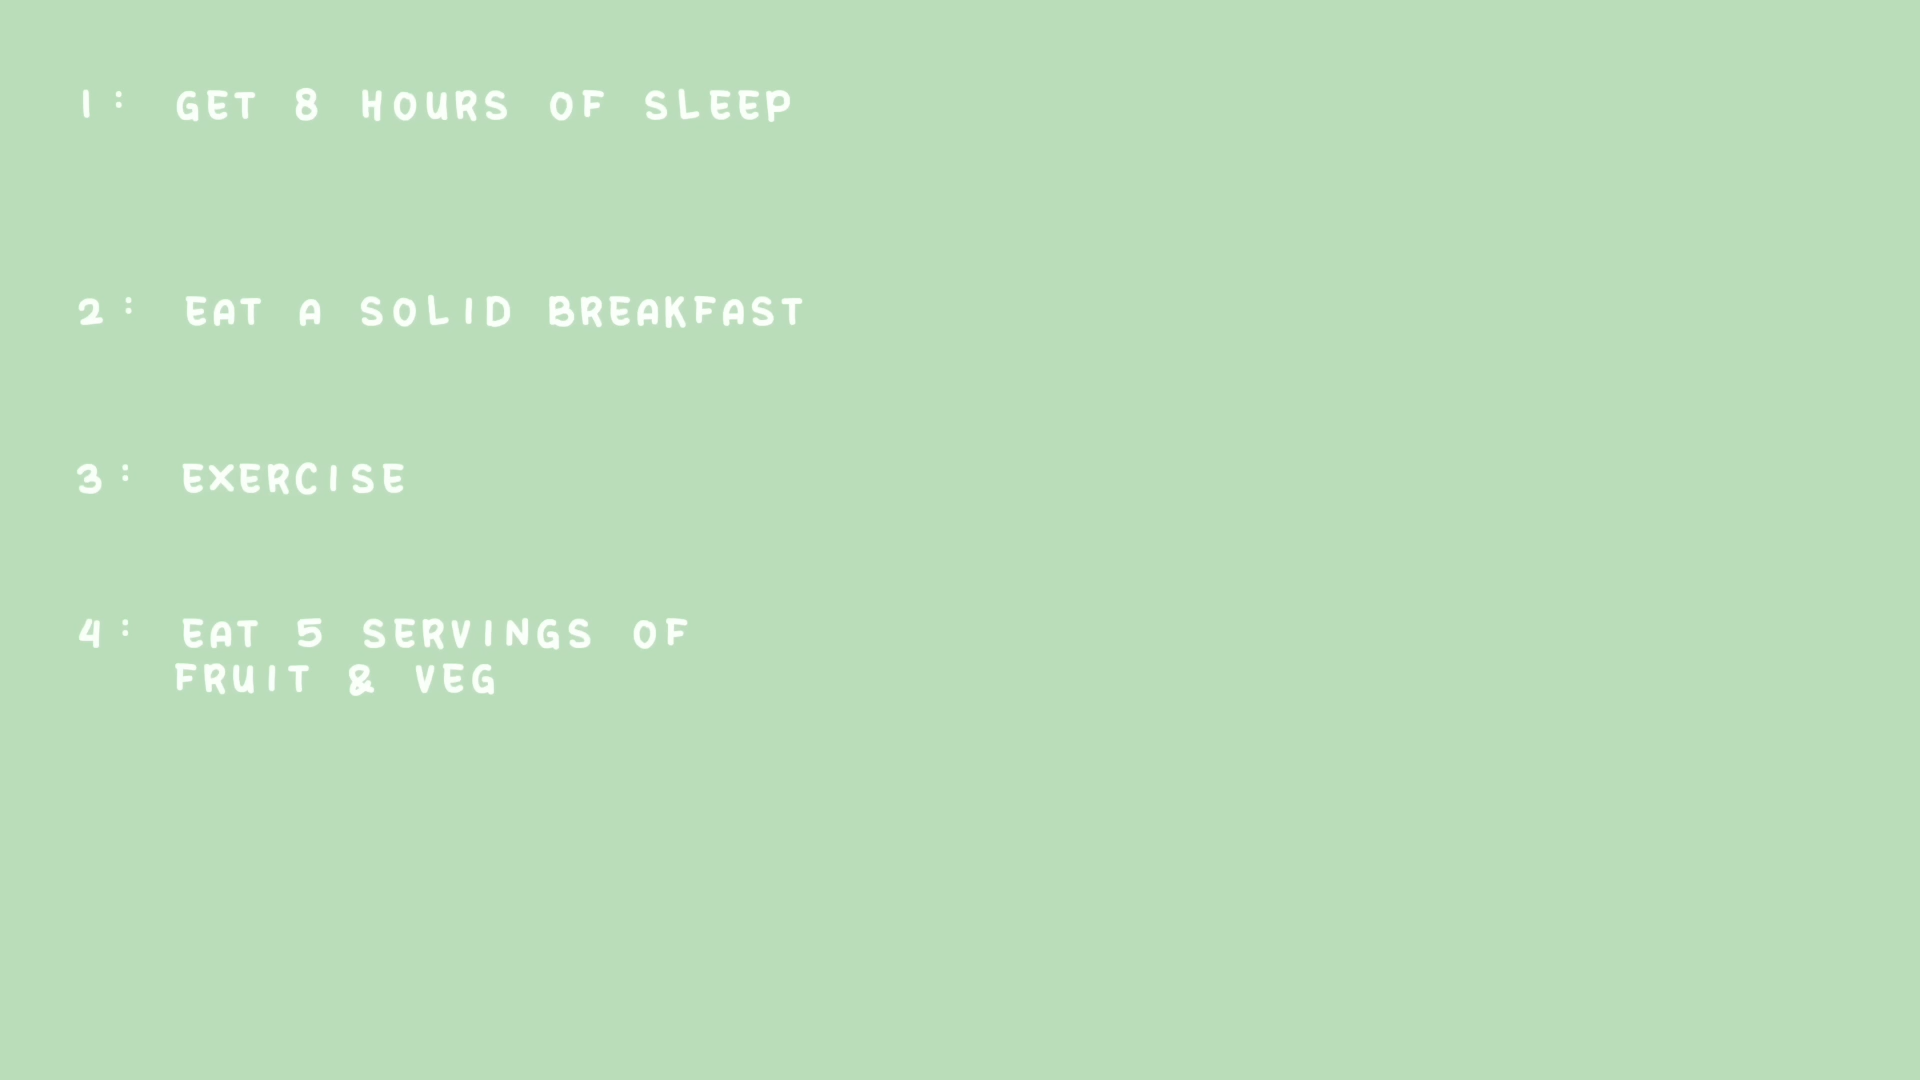 1: GET 8 HOURS OF SLEEP
2: EAT A SOLID BREAKFAST
3: EXERCISE
4: EAT 5 SERVINGS OF
FRUIT & VEG